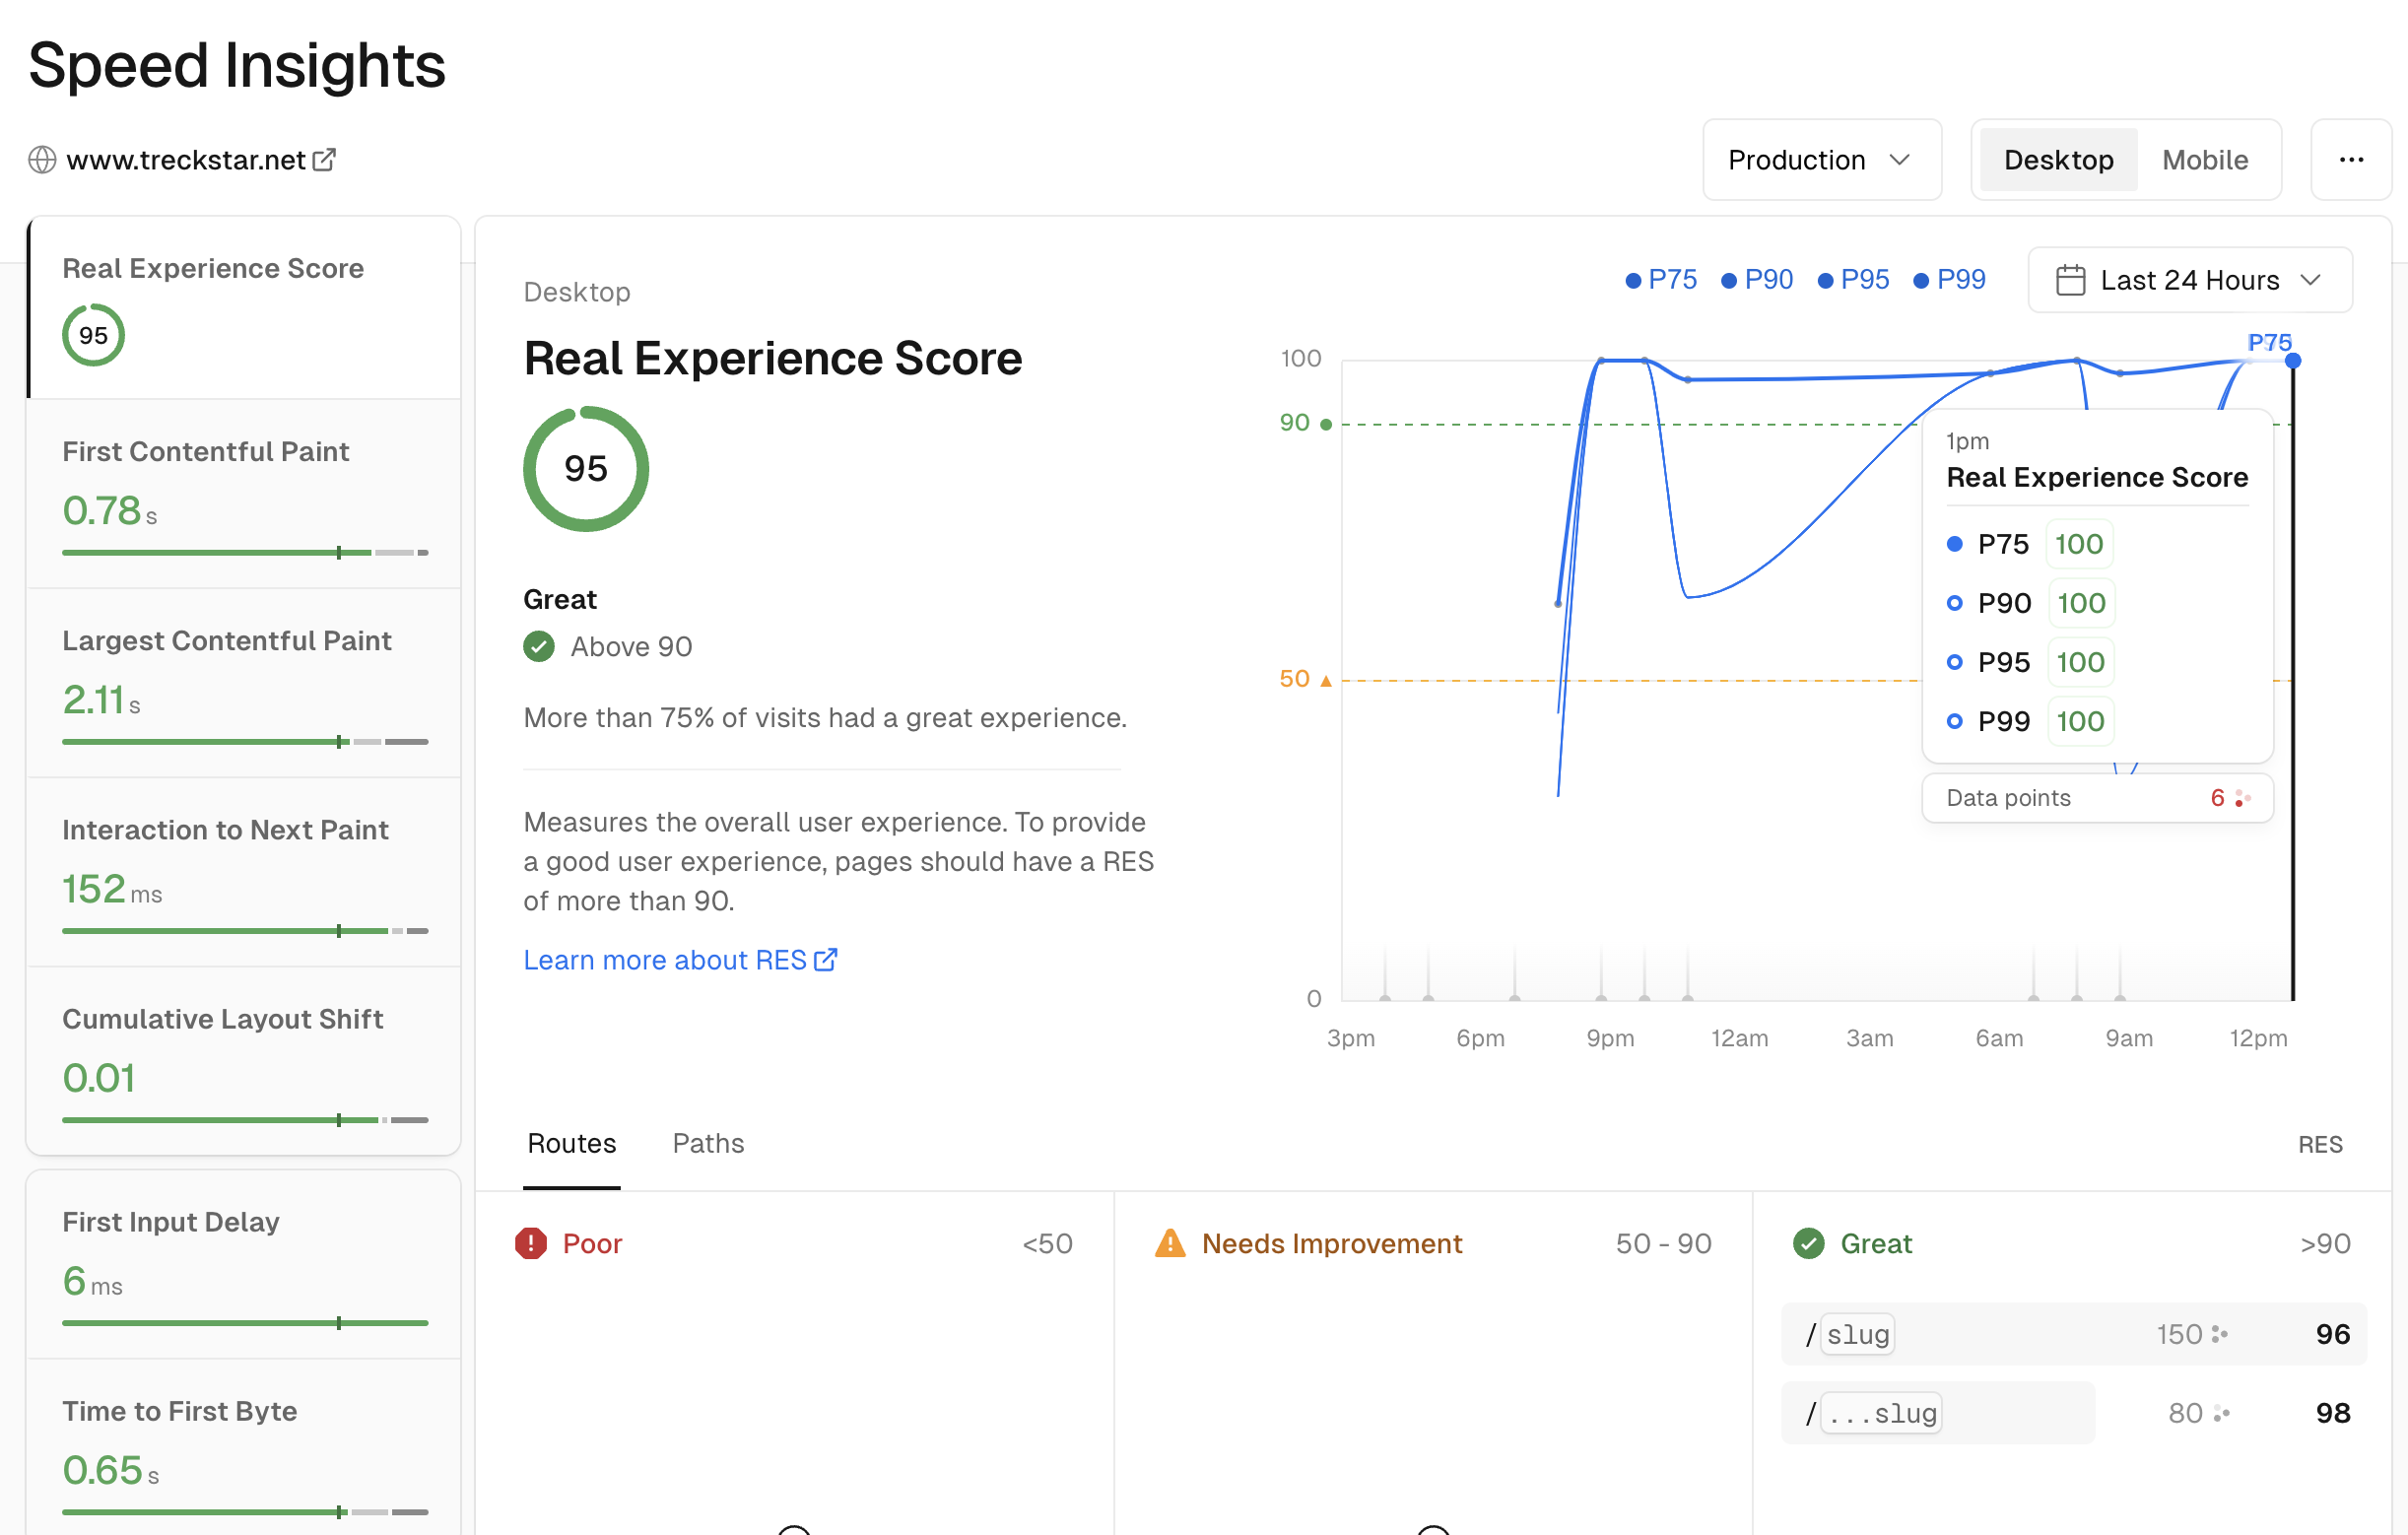 Speed Insights
www.treckstar.net
Production
Desktop
Mobile
Real Experience Score
95
First Contentful Paint
0.78 s
Largest Contentful Paint
2.11 s
Interaction to Next Paint
152 ms
Cumulative Layout Shift
0.01
First Input Delay
6 ms
Time to First Byte
0.65 s
Desktop
Real Experience Score
95
Great
Above 90
More than 75% of visits had a great experience.
Measures the overall user experience. To provide
a good user experience, pages should have a RES
of more than 90.
Learn more about RES
P75 P90 P95 P99
Last 24 Hours
P75
100
90
50
0
3pm 6pm 9pm 12am 3am 6am 9am 12pm
1pm
Real Experience Score
P75 100
P90 100
P95 100
P99 100
Data points 6
Routes Paths RES
Poor <50
Needs Improvement 50 - 90
Great >90
/slug 150 96
/...slug 80 98